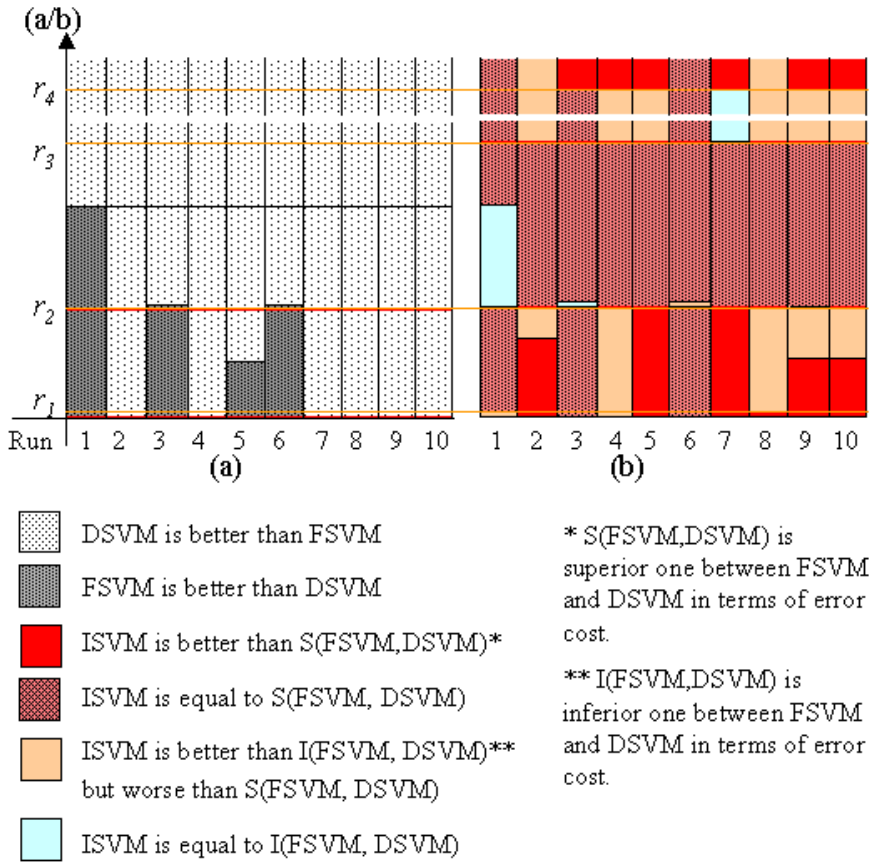 (a/b)
r4
r3
r2
r1
Run 1 2 3 4 5 6 7 8 9 10
1 2 3 4 5 6 7 8 9 10
(a)
(b)
DSVM is better than FSVM
FSVM is better than DSVM
ISVM is better than S(FSVM,DSVM)*
ISVM is equal to S(FSVM, DSVM)
ISVM is better than I(FSVM, DSVM)**
but worse than S(FSVM, DSVM)
ISVM is equal to I(FSVM, DSVM)
* S(FSVM,DSVM) is
superior one between FSVM
and DSVM in terms of error
cost.
** I(FSVM,DSVM) is
inferior one between FSVM
and DSVM in terms of error
cost.